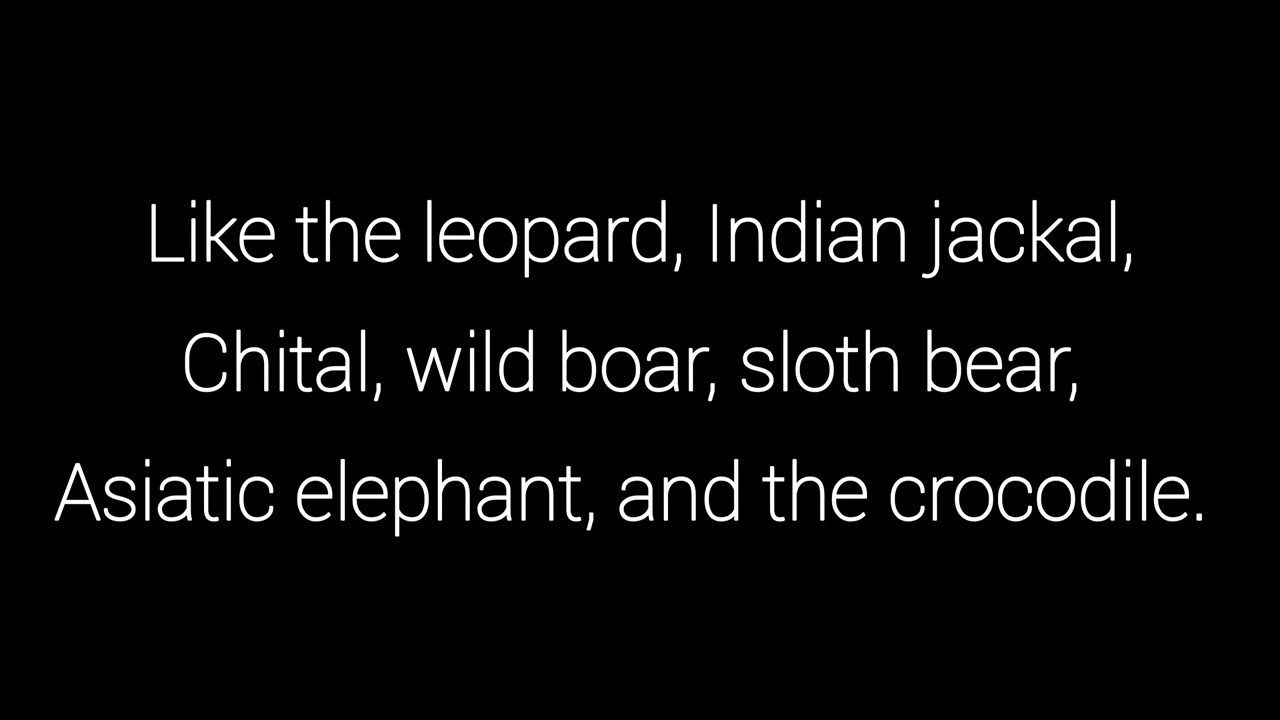 Like the leopard, Indian jackal,
Chital, wild boar, sloth bear,
Asiatic elephant, and the crocodile.